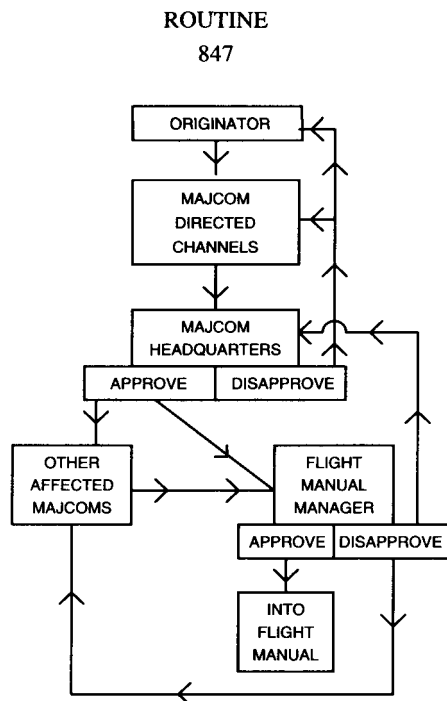 ROUTINE
847
ORIGINATOR
MAJCOM
DIRECTED
CHANNELS
MAJCOM
HEADQUARTERS
APPROVE
DISAPPROVE
OTHER
AFFECTED
MAJCOMS
FLIGHT
MANUAL
MANAGER
APPROVE
DISAPPROVE
INTO
FLIGHT
MANUAL